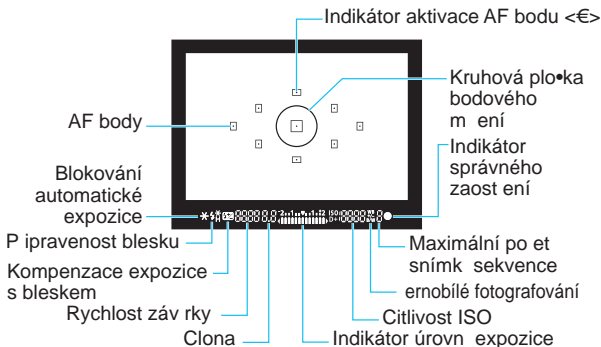 Indikátor aktivace AF bodu <€>
Kruhová plo•ka
bodového
m ení
AF body
Indikátor
správného
zaost ení
Blokování
automatické
expozice
P ipravenost blesku
Maximální po et
snímk sekvence
Kompenzace expozice
s bleskem
ernobílé fotografování
Rychlost záv rky
Citlivost ISO
Clona
Indikátor úrovn expozice